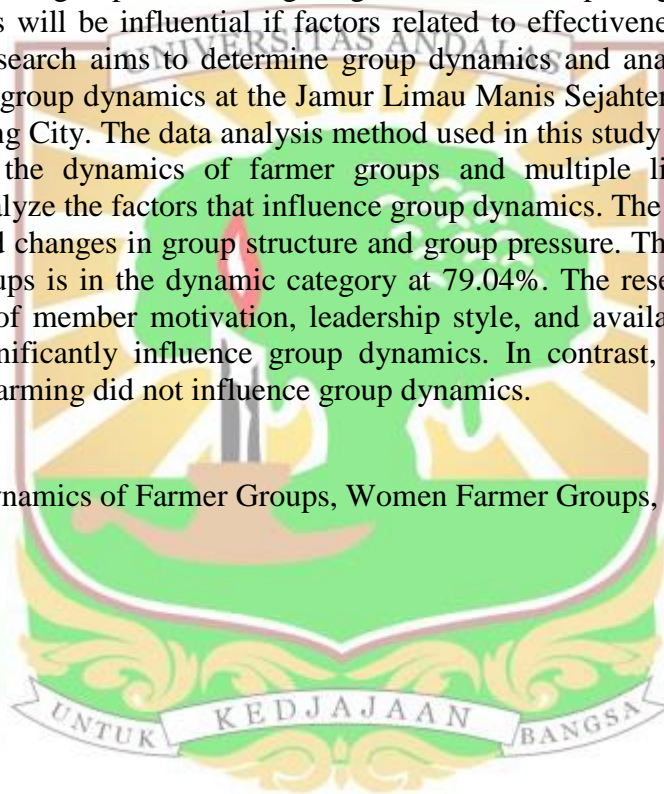 s will be influential if factors related to effectivene
UNIVERSITAS ANDALAS
search aims to determine group dynamics and ana
group dynamics at the Jamur Limau Manis Sejahter
ng City. The data analysis method used in this study
the dynamics of farmer groups and multiple li
alyze the factors that influence group dynamics. The
d changes in group structure and group pressure. Th
ups is in the dynamic category at 79.04%. The rese
of member motivation, leadership style, and availa
nificantly influence group dynamics. In contrast,
arming did not influence group dynamics.
ynamics of Farmer Groups, Women Farmer Groups,
UNTUK KEDJAJAAN BANGSA